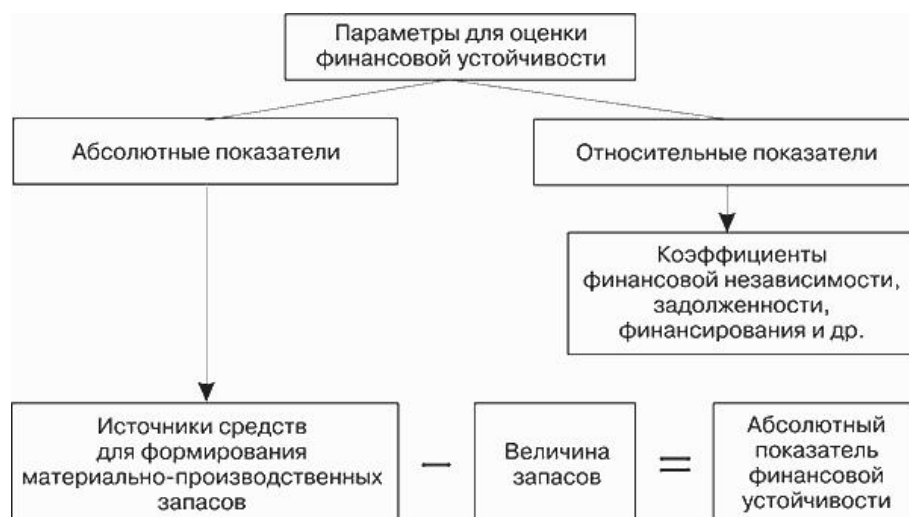 Параметры для оценки
финансовой устойчивости
Абсолютные показатели
Относительные показатели
Коэффициенты
финансовой независимости,
задолженности,
финансирования и др.
Источники средств
для формирования
материально-производственных
запасов
—
Величина
запасов
=
Абсолютный
показатель
финансовой
устойчивости